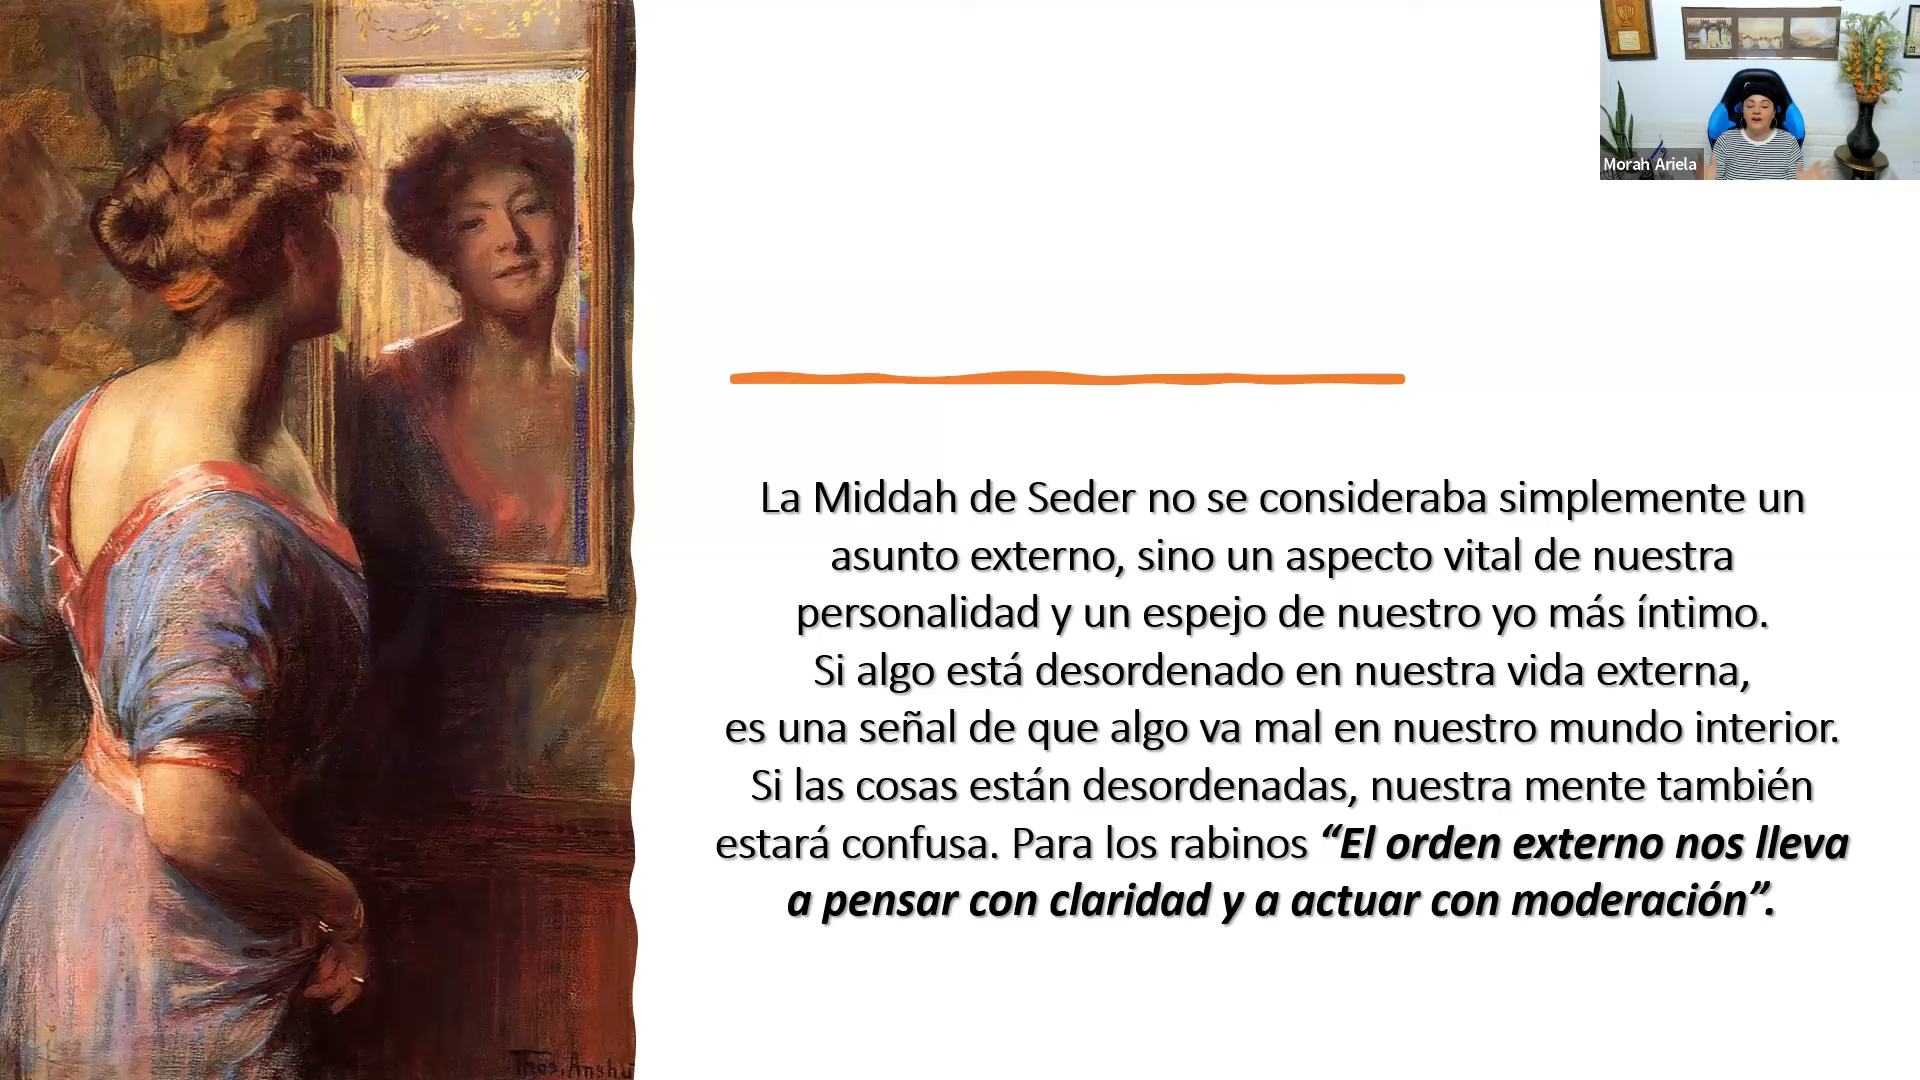 Morah Ariela
La Middah de Seder no se consideraba simplemente un
asunto externo, sino un aspecto vital de nuestra
personalidad y un espejo de nuestro yo más íntimo.
Si algo está desordenado en nuestra vida externa,
es una señal de que algo va mal en nuestro mundo interior.
Si las cosas están desordenadas, nuestra mente también
estará confusa. Para los rabinos “El orden externo nos lleva
a pensar con claridad y a actuar con moderación”.
Thos. Anshu